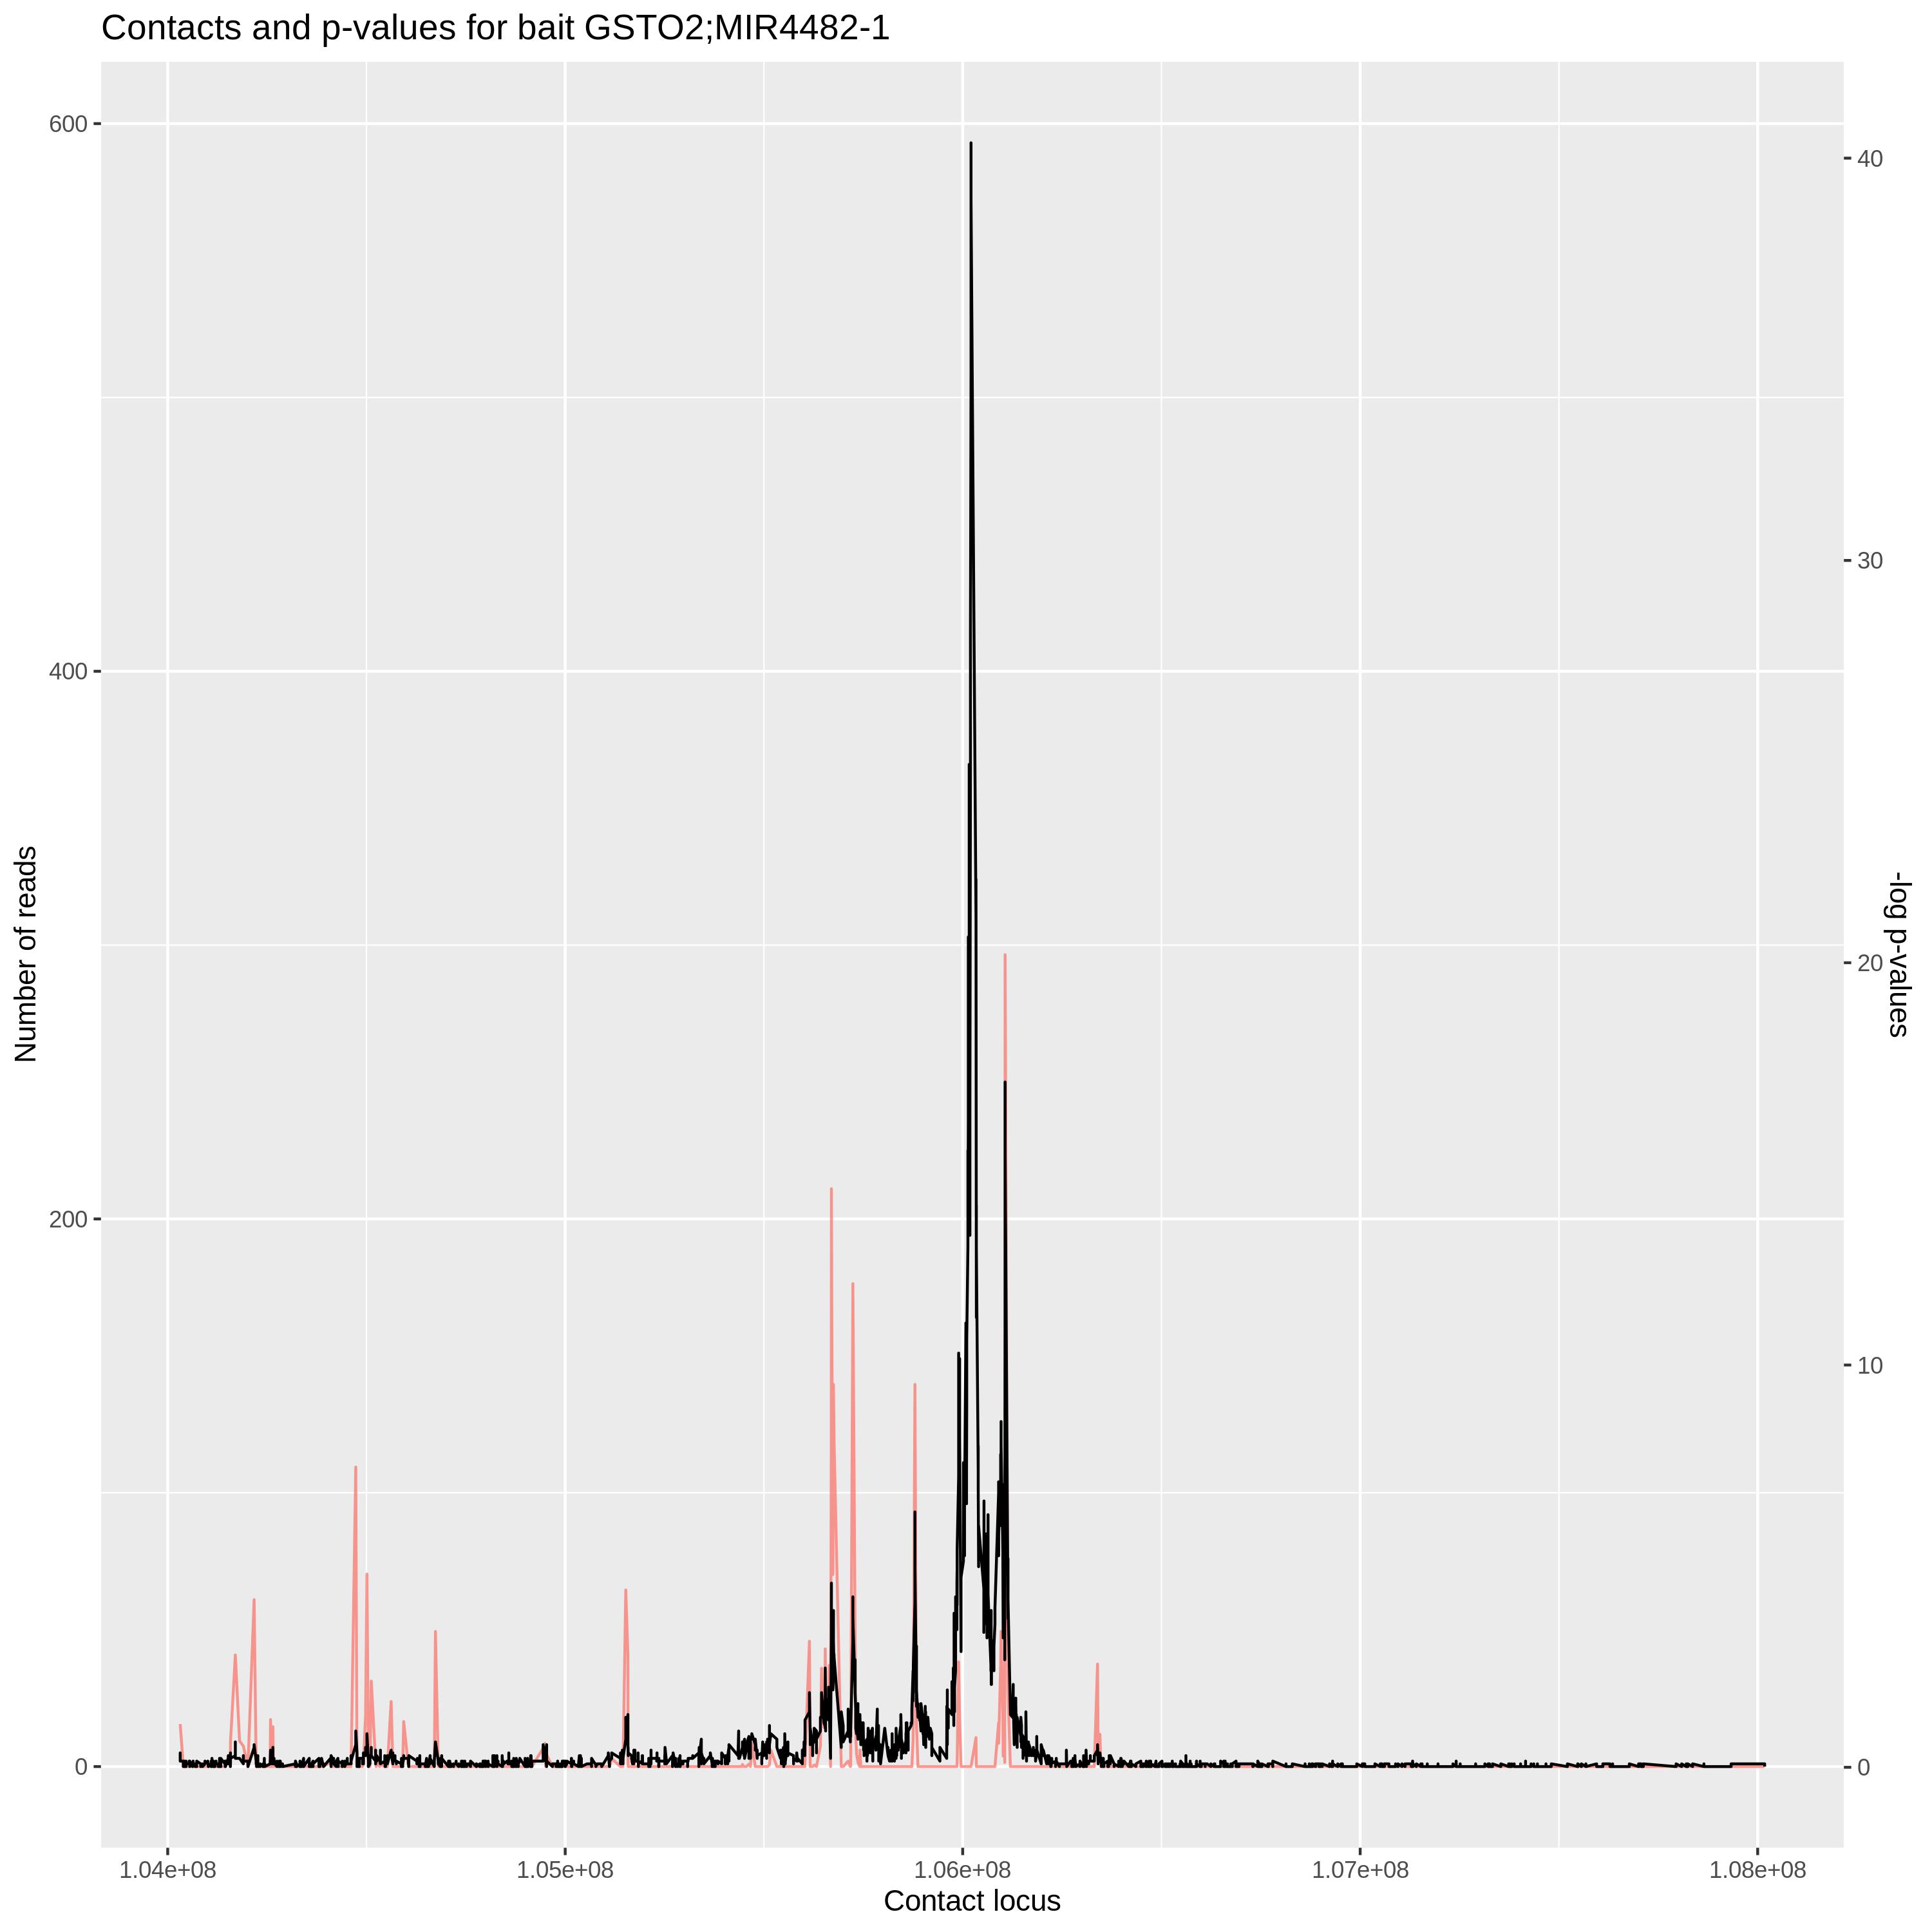 Contacts and p-values for bait GSTO2;MIR4482-1
600
400
200
0
Number of reads
40
30
20
10
0
-log p-values
1.04e+08
1.05e+08
1.06e+08
1.07e+08
1.08e+08
Contact locus